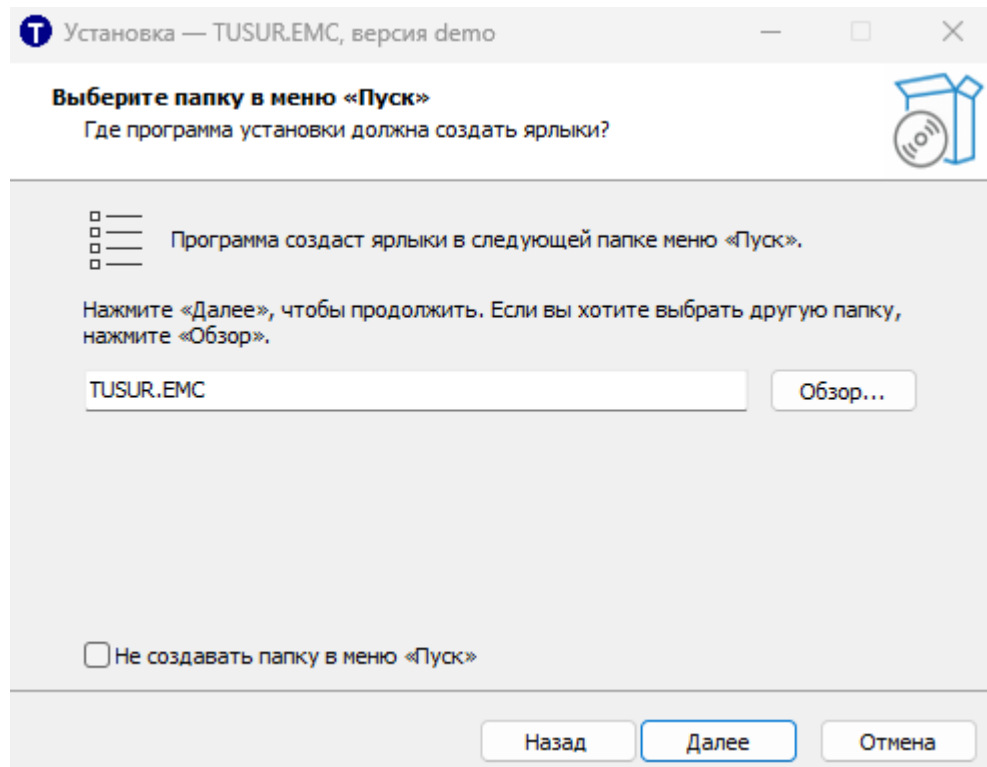 Установка — TUSUR.EMC, версия demo
Выберите папку в меню «Пуск»
Где программа установки должна создать ярлыки?
Программа создаст ярлыки в следующей папке меню «Пуск».
Нажмите «Далее», чтобы продолжить. Если вы хотите выбрать другую папку,
нажмите «Обзор».
TUSUR.EMC
Обзор...
Не создавать папку в меню «Пуск»
Назад
Далее
Отмена